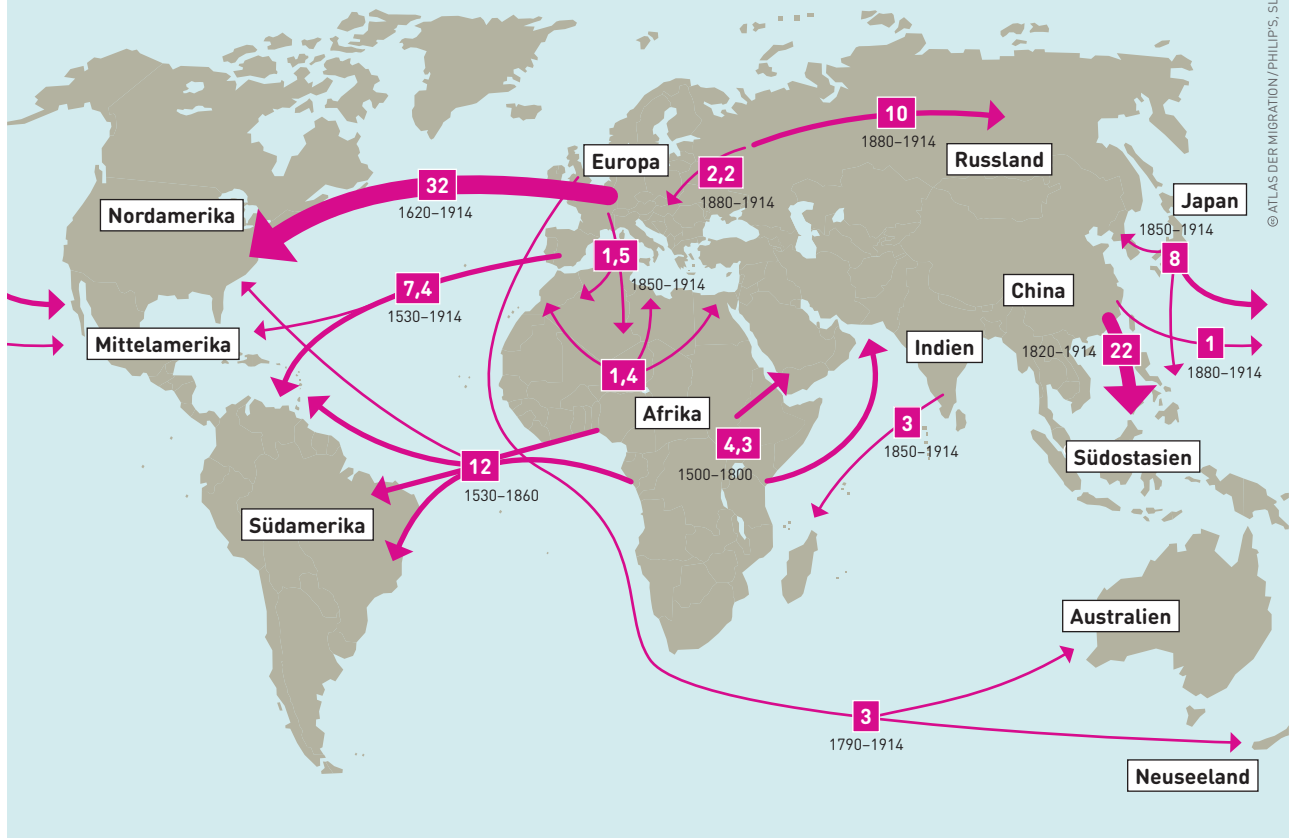 © ATLAS DER MIGRATION / PHILIP'S, SL
10
1880–1914
Europa
Russland
2,2
1880–1914
32
1620–1914
Nordamerika
Japan
1850–1914
8
1,5
1850–1914
7,4
1530–1914
China
Mittelamerika
Indien
1820–1914
22
1
1880–1914
1,4
Afrika
4,3
1500–1800
3
1850–1914
Südostasien
12
1530–1860
Südamerika
Australien
3
1790–1914
Neuseeland